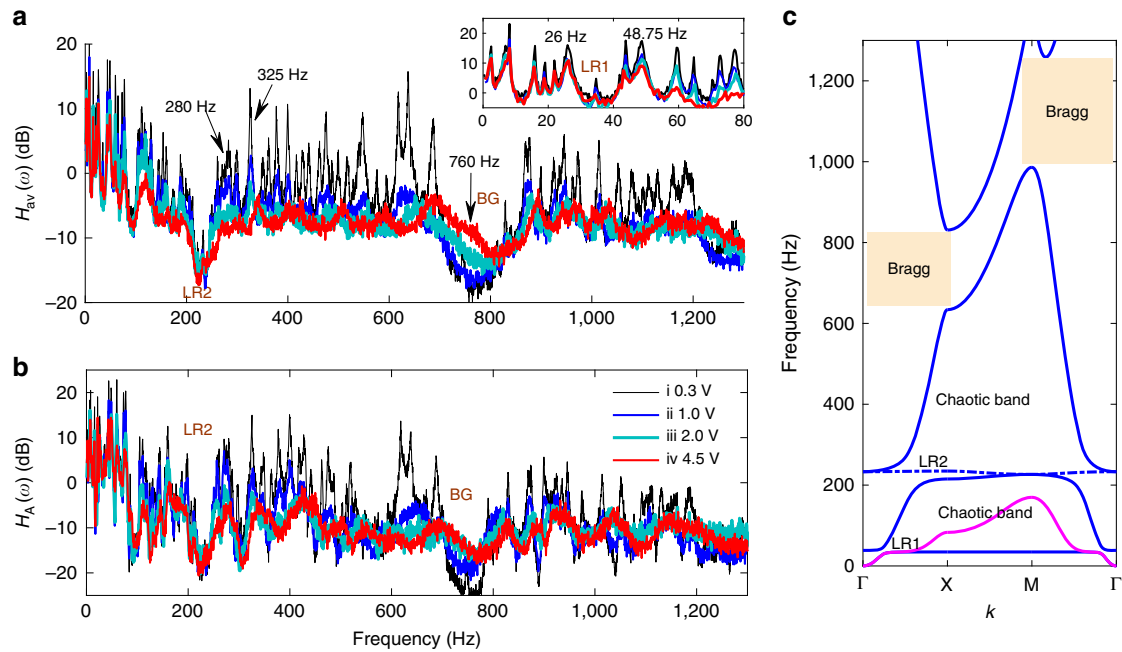 a
20
10
0
−10
−20
H_av(ω) (dB)
280 Hz
325 Hz
760 Hz
BG
LR2
0
200
400
600
800
1,000
1,200
10
0
26 Hz
48.75 Hz
LR1
0
20
40
60
80
b
20
10
0
−10
−20
H_A(ω) (dB)
LR2
BG
i 0.3 V
ii 1.0 V
iii 2.0 V
iv 4.5 V
0
200
400
600
800
1,000
1,200
Frequency (Hz)
c
1,200
1,000
800
600
400
200
0
Frequency (Hz)
Bragg
Bragg
Chaotic band
LR2
Chaotic band
LR1
Γ
X
M
Γ
k